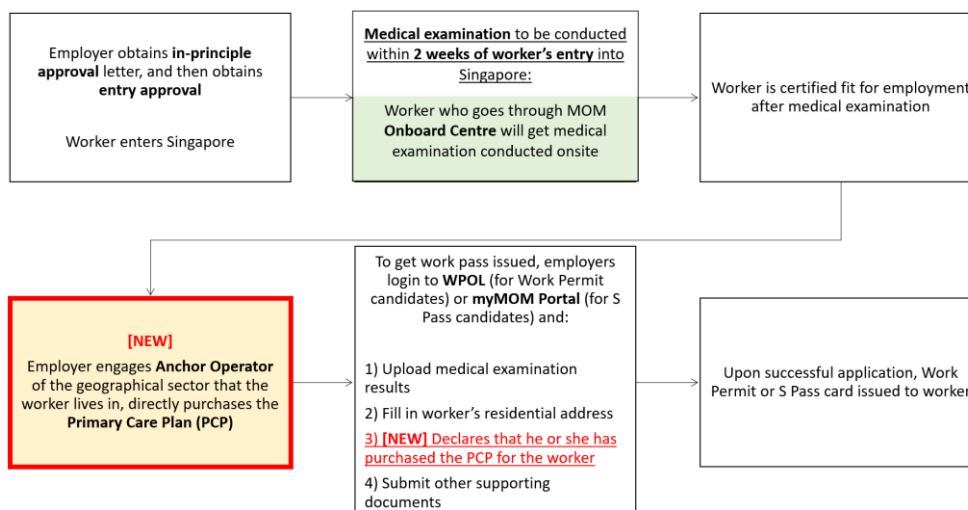 Employer obtains in-principle
approval letter, and then obtains
entry approval
Worker enters Singapore
Medical examination to be conducted
within 2 weeks of worker's entry into
Singapore:
Worker who goes through MOM
Onboard Centre will get medical
examination conducted onsite
Worker is certified fit for employment
after medical examination
[NEW]
Employer engages Anchor Operator
of the geographical sector that the
worker lives in, directly purchases the
Primary Care Plan (PCP)
To get work pass issued, employers
login to WPOL (for Work Permit
candidates) or myMOM Portal (for S
Pass candidates) and:
1) Upload medical examination
results
2) Fill in worker's residential address
3) [NEW] Declares that he or she has
purchased the PCP for the worker
4) Submit other supporting
documents
Upon successful application, Work
Permit or S Pass card issued to worker